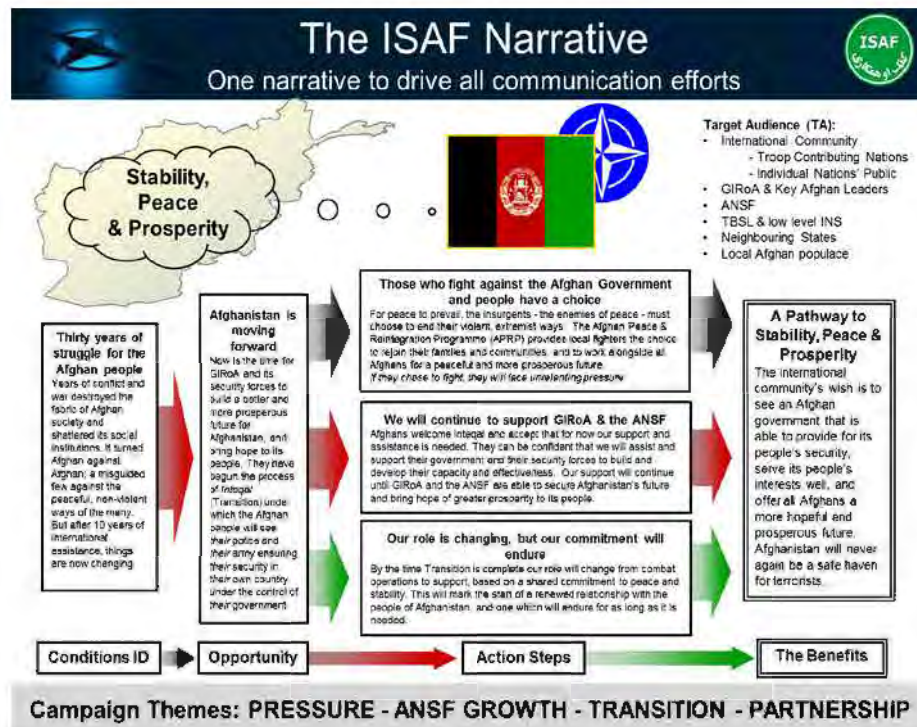 The ISAF Narrative
One narrative to drive all communication efforts
ISAF
کمک او همکاری
Stability,
Peace
& Prosperity
Target Audience (TA):
• International Community
- Troop Contributing Nations
- Individual Nations' Public
• GIRoA & Key Afghan Leaders
• ANSF
• TBSL & low level INS
• Neighbouring States
• Local Afghan populace
Thirty years of
struggle for the
Afghan people
Years of conflict and
war destroyed the
fabric of Afghan
society and
shattered its social
institutions. It turned
Afghan against
Afghan; a misguided
few against the
peaceful, non-violent
ways of the many.
But after 10 years of
international
assistance, things
are now changing
Afghanistan is
moving
forward
Now is the time for
GIRoA and its
security forces to
build a better and
more prosperous
future for
Afghanistan, and
bring hope to its
people. They have
begun the process
of Inteqal
(Transition) under
which the Afghan
people will see
their police and
their army ensuring
their security in
their own country
under the control of
their government
Those who fight against the Afghan Government
and people have a choice
For peace to prevail, the insurgents - the enemies of peace - must
choose to end their violent, extremist ways. The Afghan Peace &
Reintegration Programme (APRP) provides local fighters the choice
to rejoin their families and communities, and to work alongside all
Afghans for a peaceful and more prosperous future.
If they chose to fight, they will face unrelenting pressure
We will continue to support GIRoA & the ANSF
Afghans welcome Inteqal and accept that for now our support and
assistance is needed. They can be confident that we will assist and
support their government and their security forces to build and
develop their capacity and effectiveness. Our support will continue
until GIRoA and the ANSF are able to secure Afghanistan's future
and bring hope of greater prosperity to its people.
Our role is changing, but our commitment will
endure
By the time Transition is complete our role will change from combat
operations to support, based on a shared commitment to peace and
stability. This will mark the start of a renewed relationship with the
people of Afghanistan, and one which will endure for as long as it is
needed.
A Pathway to
Stability, Peace &
Prosperity
The international
community's wish is to
see an Afghan
government that is
able to provide for its
people's security,
serve its people's
interests well, and
offer all Afghans a
more hopeful and
prosperous future.
Afghanistan will never
again be a safe haven
for terrorists.
Conditions ID
Opportunity
Action Steps
The Benefits
Campaign Themes: PRESSURE - ANSF GROWTH - TRANSITION - PARTNERSHIP